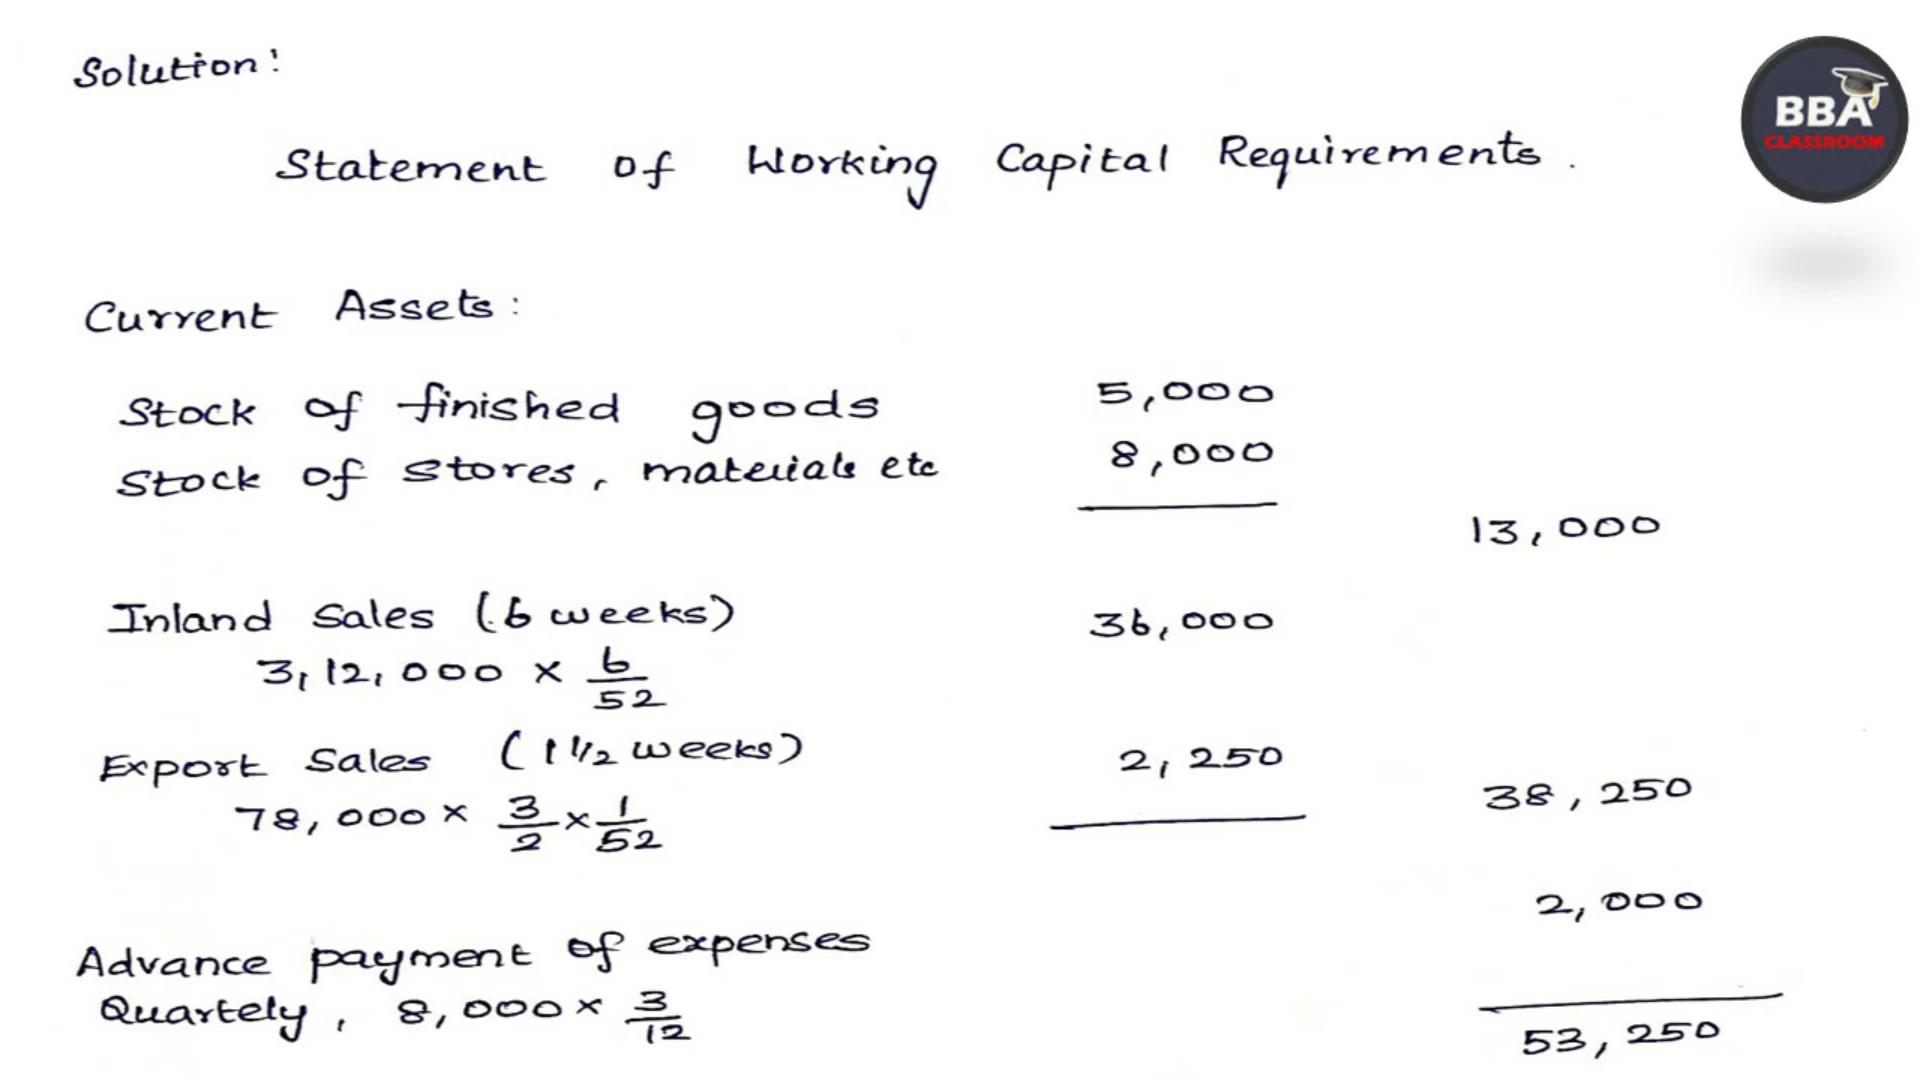 Solution:
BBA
CLASSROOM
Statement of Working Capital Requirements.
Current Assets:
Stock of finished goods 5,000
Stock of stores, materials etc 8,000
13,000
Inland Sales (6 weeks) 36,000
3,12,000 × 6/52
Export Sales (1 1/2 weeks) 2,250 38,250
78,000 × 3/2 × 1/52
2,000
Advance payment of expenses
Quartely, 8,000 × 3/12
53,250